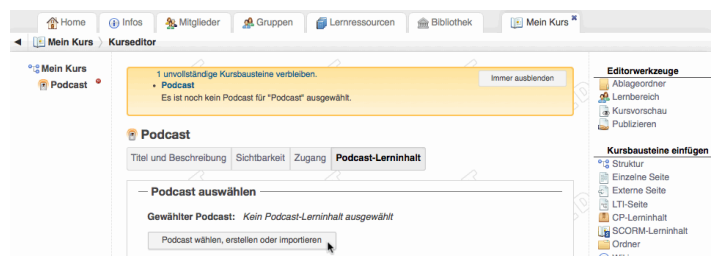 Home Infos Mitglieder Gruppen Lernressourcen Bibliothek Mein Kurs
Mein Kurs Kurseditor
Mein Kurs
Podcast
1 unvollständige Kursbausteine verbleiben.
Podcast
Es ist noch kein Podcast für "Podcast" ausgewählt.
Immer ausblenden
Podcast
Titel und Beschreibung Sichtbarkeit Zugang Podcast-Lerninhalt
Podcast auswählen
Gewählter Podcast: Kein Podcast-Lerninhalt ausgewählt
Podcast wählen, erstellen oder importieren
Editorwerkzeuge
Ablageordner
Lernbereich
Kursvorschau
Publizieren
Kursbausteine einfügen
Struktur
Einzelne Seite
Externe Seite
LTI-Seite
CP-Lerninhalt
SCORM-Lerninhalt
Ordner